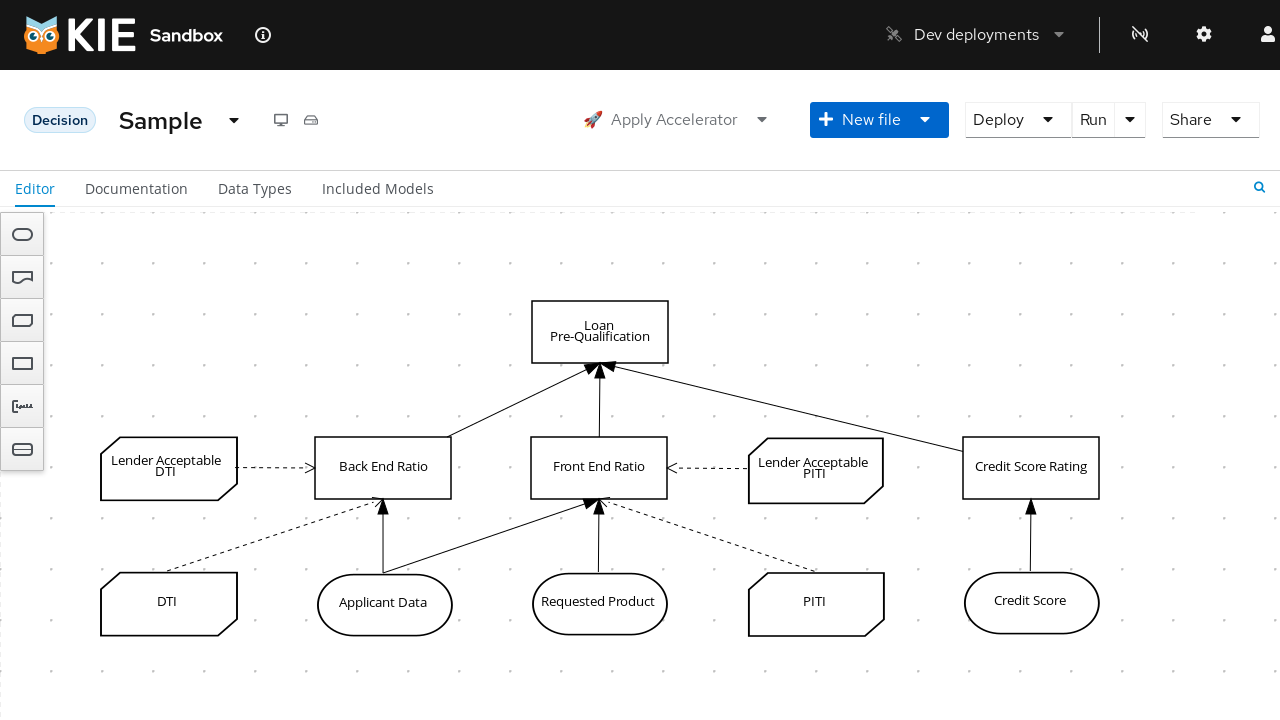 KIE Sandbox
Dev deployments
Decision
Sample
🚀 Apply Accelerator
New file
Deploy
Run
Share
Editor
Documentation
Data Types
Included Models
Loan
Pre-Qualification
Lender Acceptable
DTI
Back End Ratio
Front End Ratio
Lender Acceptable
PITI
Credit Score Rating
DTI
Applicant Data
Requested Product
PITI
Credit Score